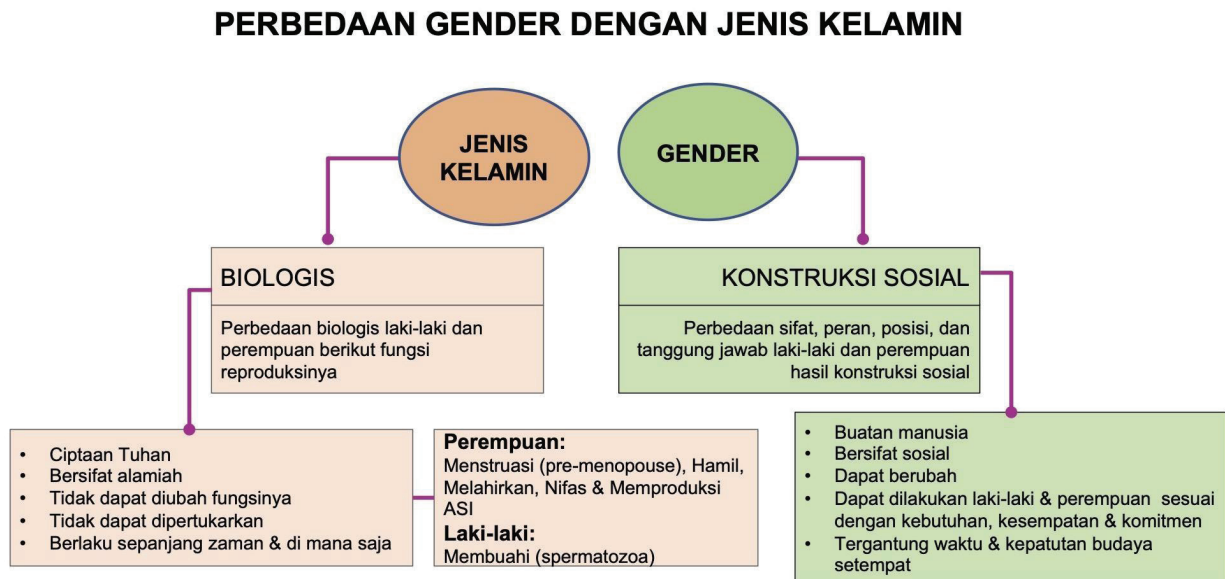 PERBEDAAN GENDER DENGAN JENIS KELAMIN
JENIS
KELAMIN
GENDER
BIOLOGIS
Perbedaan biologis laki-laki dan
perempuan berikut fungsi
reproduksinya
KONSTRUKSI SOSIAL
Perbedaan sifat, peran, posisi, dan
tanggung jawab laki-laki dan perempuan
hasil konstruksi sosial
• Ciptaan Tuhan
• Bersifat alamiah
• Tidak dapat diubah fungsinya
• Tidak dapat dipertukarkan
• Berlaku sepanjang zaman & di mana saja
Perempuan:
Menstruasi (pre-menopouse), Hamil,
Melahirkan, Nifas & Memproduksi
ASI
Laki-laki:
Membuahi (spermatozoa)
• Buatan manusia
• Bersifat sosial
• Dapat berubah
• Dapat dilakukan laki-laki & perempuan sesuai
dengan kebutuhan, kesempatan & komitmen
• Tergantung waktu & kepatutan budaya
setempat